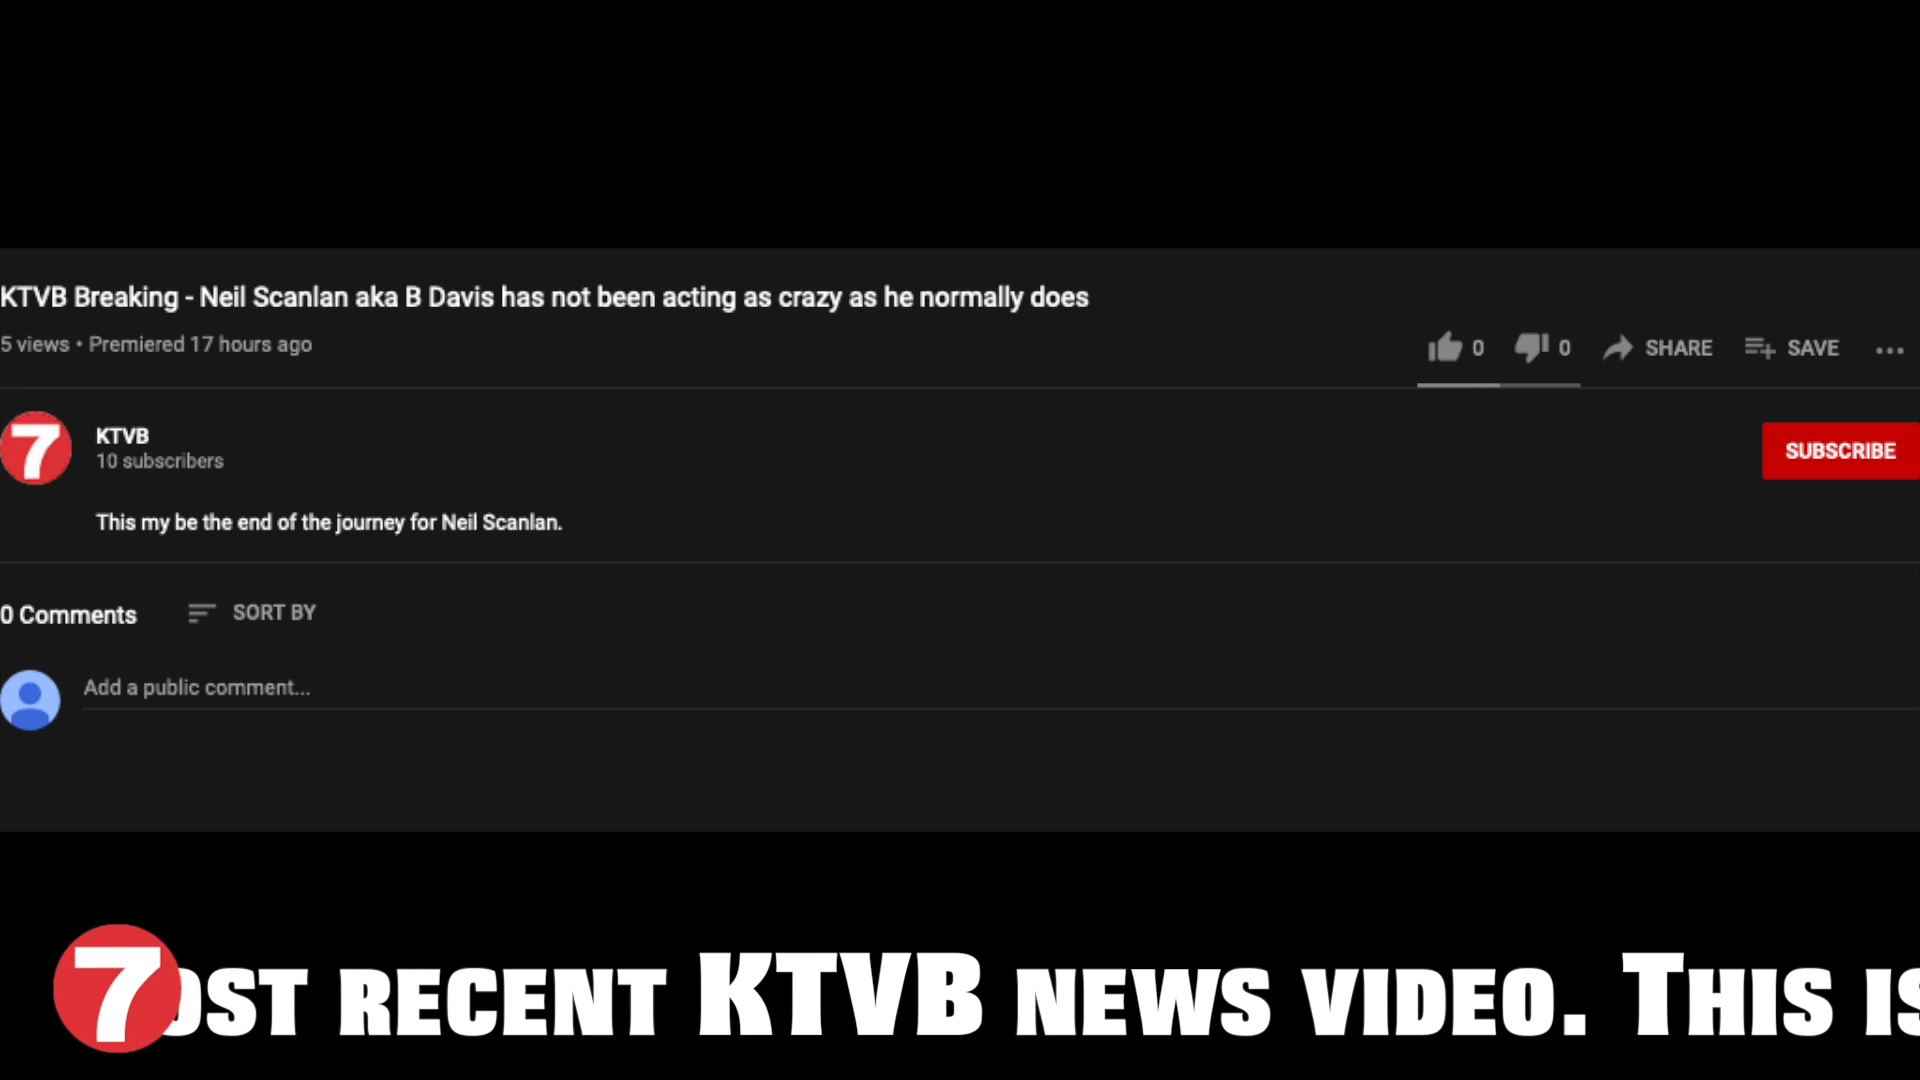 KTVB Breaking - Neil Scanlan aka B Davis has not been acting as crazy as he normally does
5 views • Premiered 17 hours ago
0 0 SHARE SAVE
7 KTVB
10 subscribers
SUBSCRIBE
This my be the end of the journey for Neil Scanlan.
0 Comments SORT BY
Add a public comment...
7 OST RECENT KTVB NEWS VIDEO. THIS IS